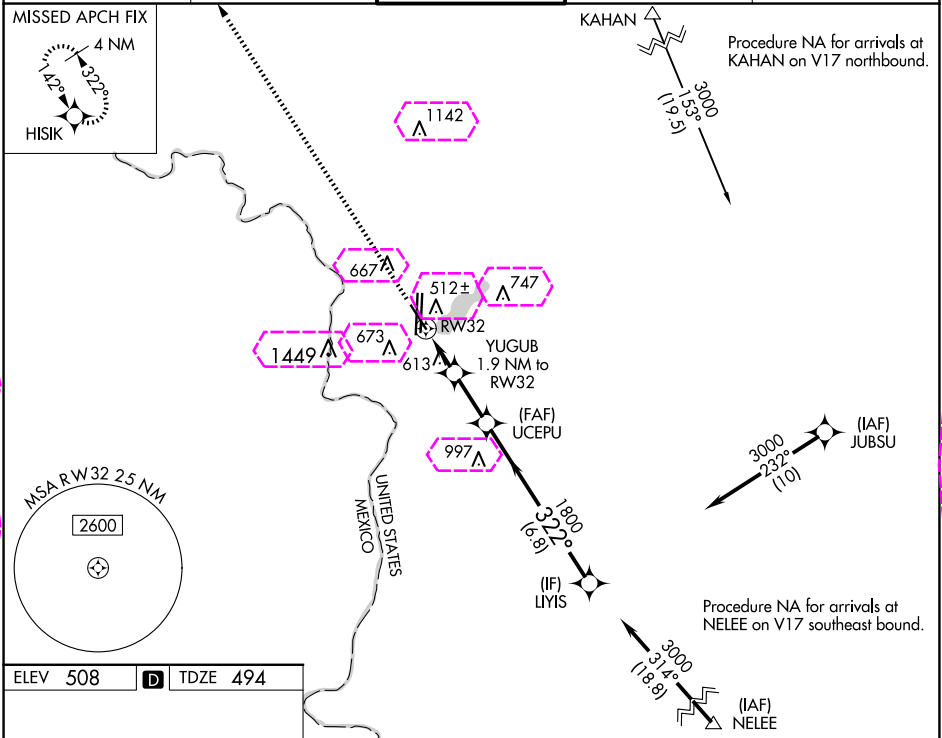 MISSED APCH FIX
4 NM
322°
142°
HISIK
KAHAN
Procedure NA for arrivals at
KAHAN on V17 northbound.
3000
153°
(19.5)
1142
667
512±
747
RW32
1449
673
613
YUGUB
1.9 NM to
RW32
(FAF)
UCEPU
997
(IAF)
JUBSU
3000
232°
(10)
MSA RW32 25 NM
2600
UNITED STATES
MEXICO
1800
322°
(6.8)
(IF)
LIYIS
Procedure NA for arrivals at
NELEE on V17 southeast bound.
3000
314°
(18.8)
(IAF)
NELEE
ELEV 508
D
TDZE 494